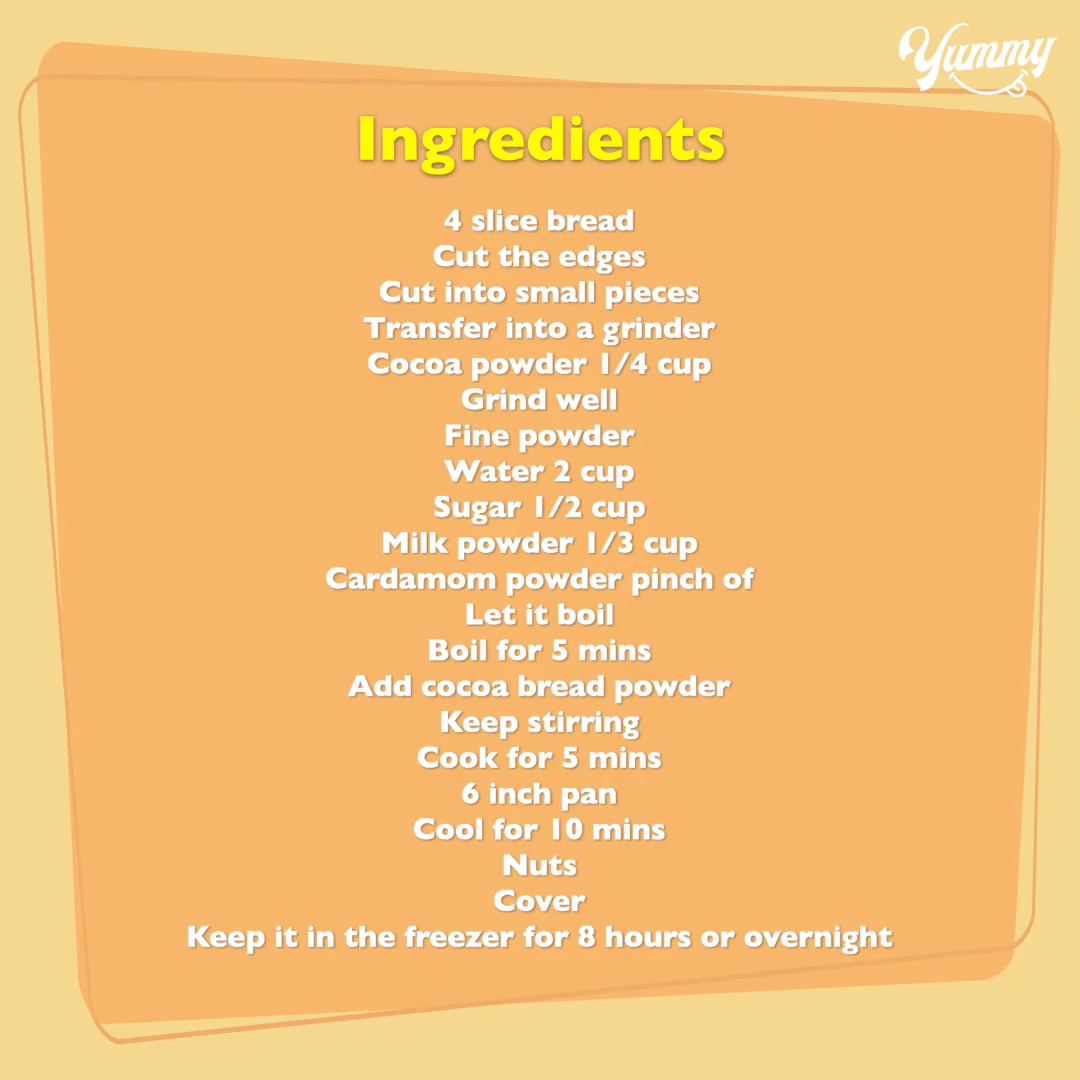 Yummy
Ingredients
4 slice bread
Cut the edges
Cut into small pieces
Transfer into a grinder
Cocoa powder 1/4 cup
Grind well
Fine powder
Water 2 cup
Sugar 1/2 cup
Milk powder 1/3 cup
Cardamom powder pinch of
Let it boil
Boil for 5 mins
Add cocoa bread powder
Keep stirring
Cook for 5 mins
6 inch pan
Cool for 10 mins
Nuts
Cover
Keep it in the freezer for 8 hours or overnight